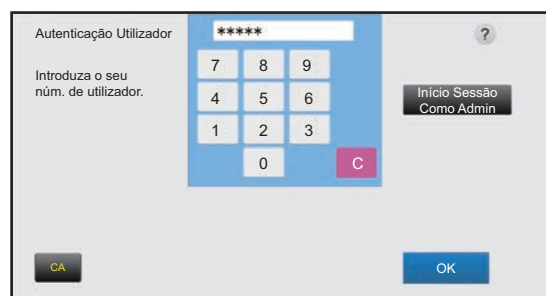 Autenticação Utilizador
*****
?
Introduza o seu
núm. de utilizador.
7 8 9
4 5 6
1 2 3
0 C
Início Sessão
Como Admin
CA
OK